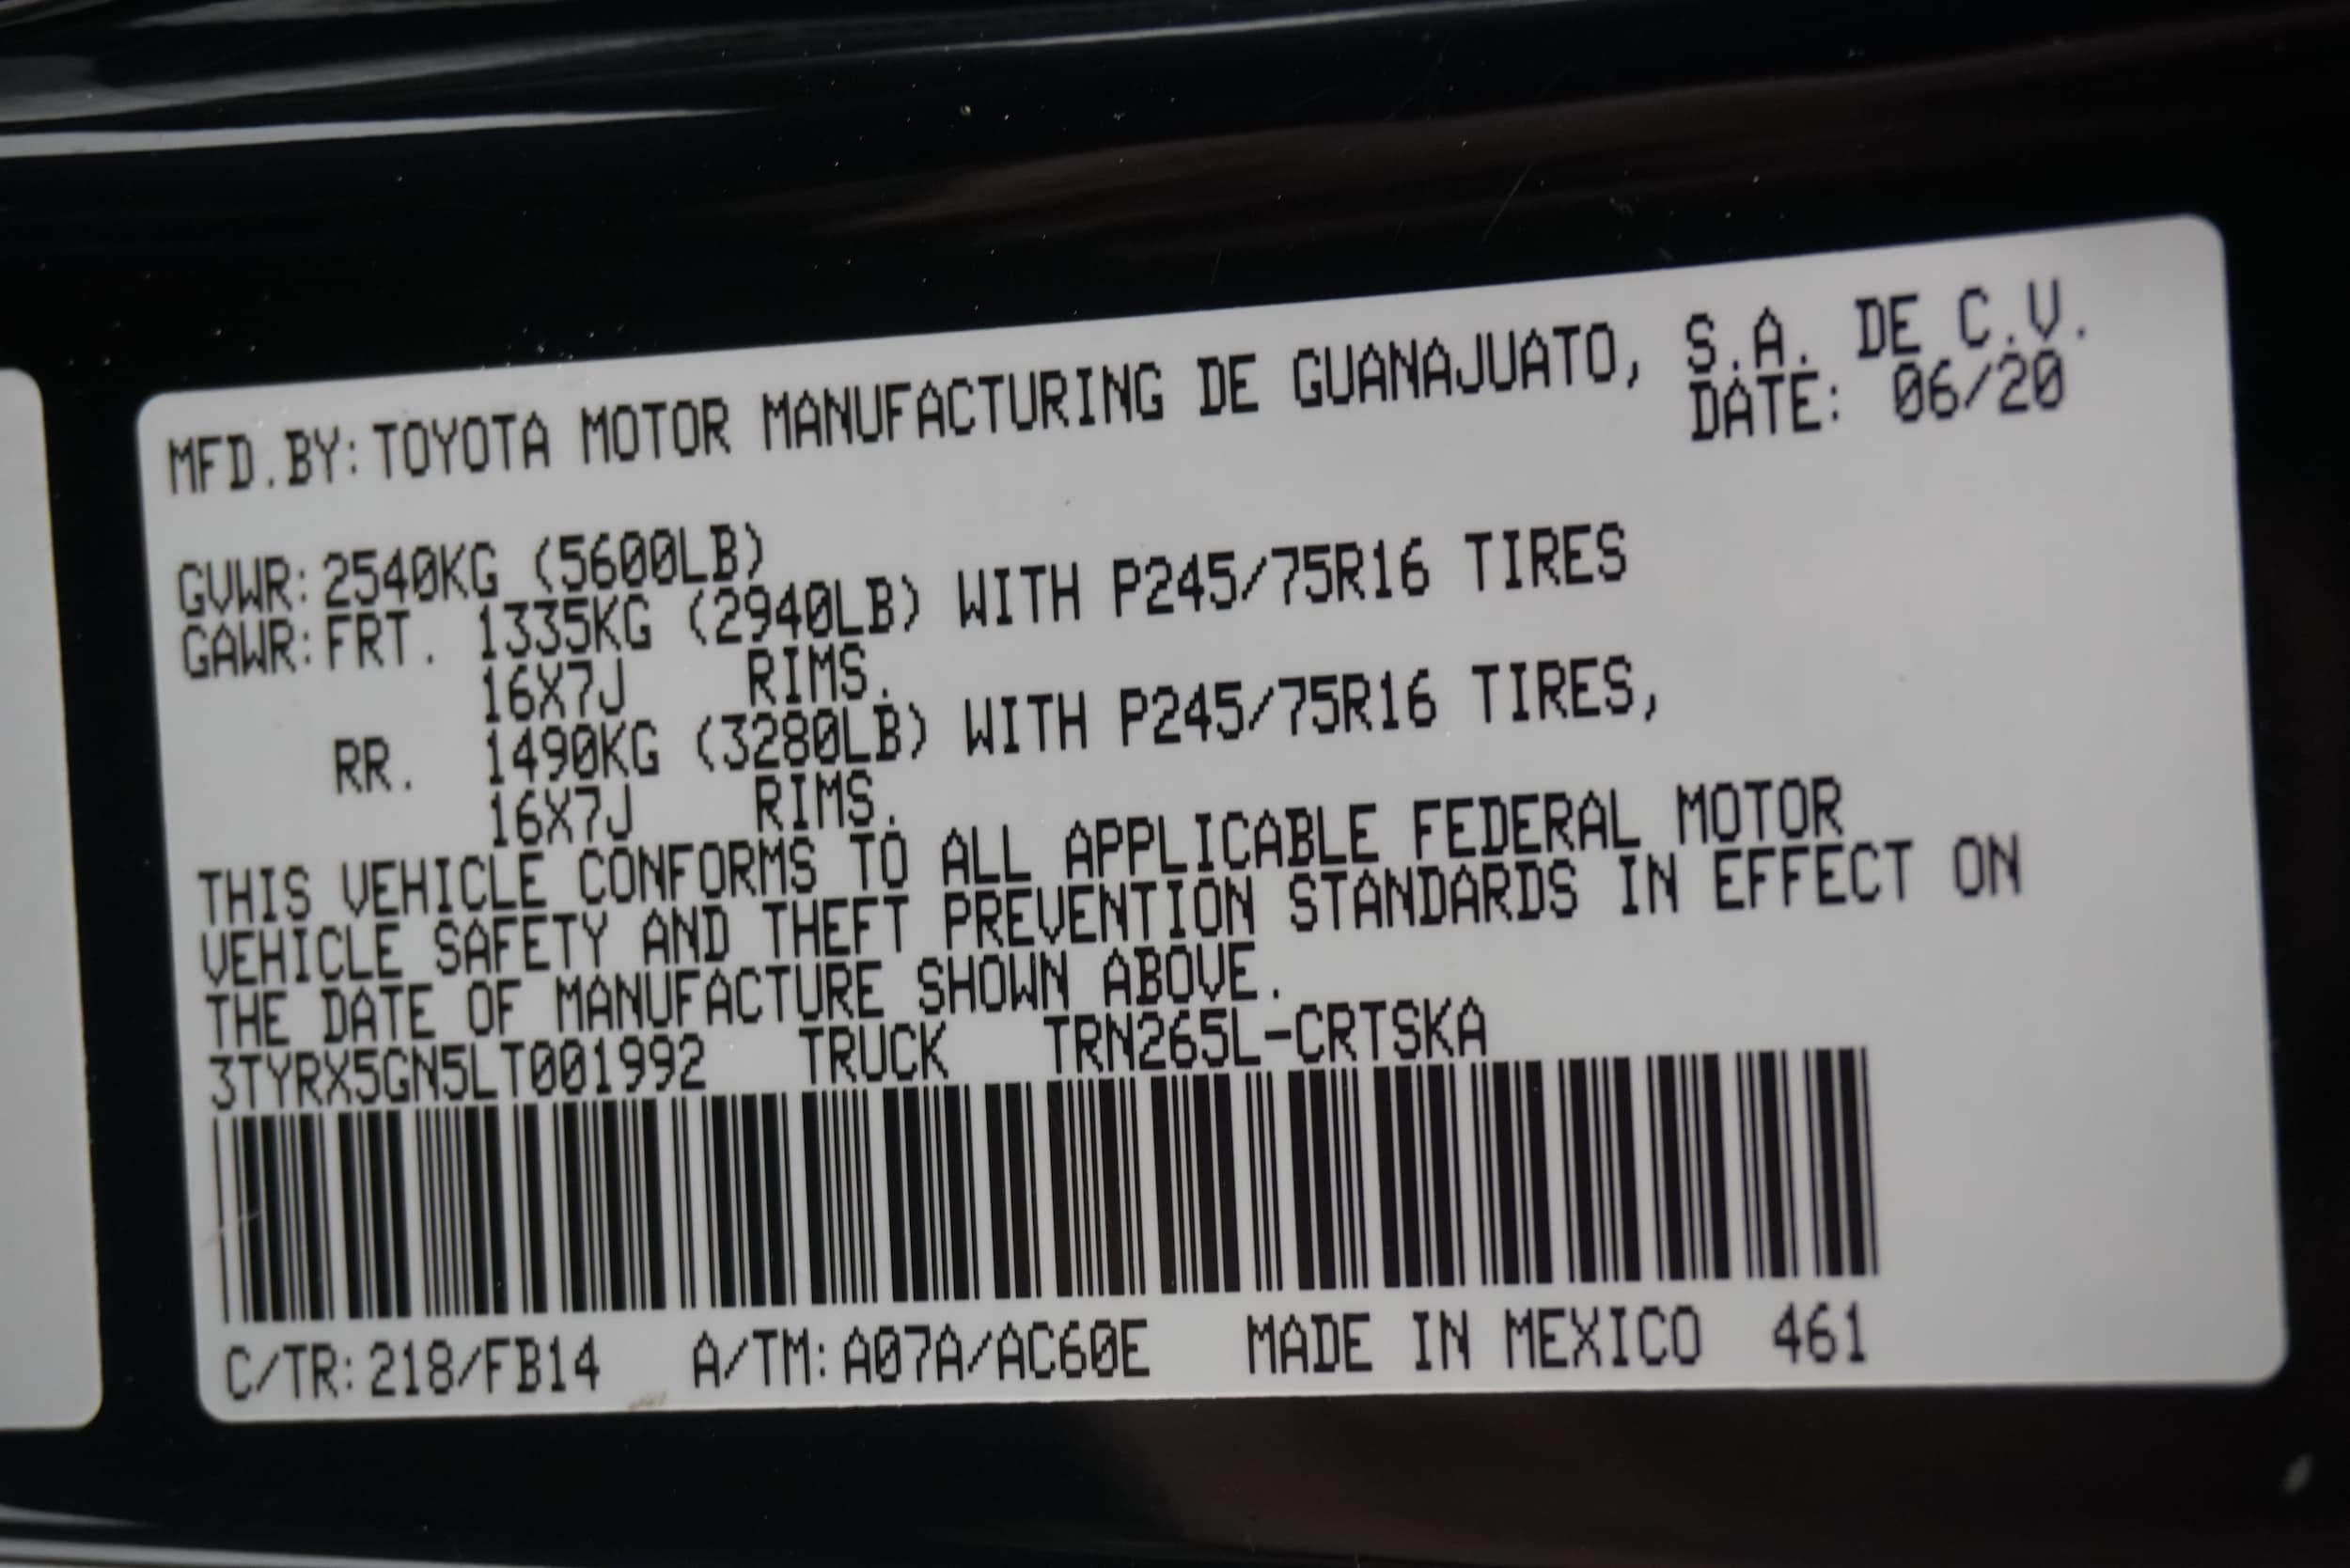 MFD.BY:TOYOTA MOTOR MANUFACTURING DE GUANAJUATO, S.A. DE C.V.
DATE: 06/20
GVWR:2540KG (5600LB)
GAWR:FRT. 1335KG (2940LB) WITH P245/75R16 TIRES
16X7J RIMS.
RR. 1490KG (3280LB) WITH P245/75R16 TIRES,
16X7J RIMS.
THIS VEHICLE CONFORMS TO ALL APPLICABLE FEDERAL MOTOR
VEHICLE SAFETY AND THEFT PREVENTION STANDARDS IN EFFECT ON
THE DATE OF MANUFACTURE SHOWN ABOVE.
3TYRX5GN5LT001992 TRUCK TRN265L-CRTSKA
C/TR:218/FB14 A/TM:A07A/AC60E MADE IN MEXICO 461